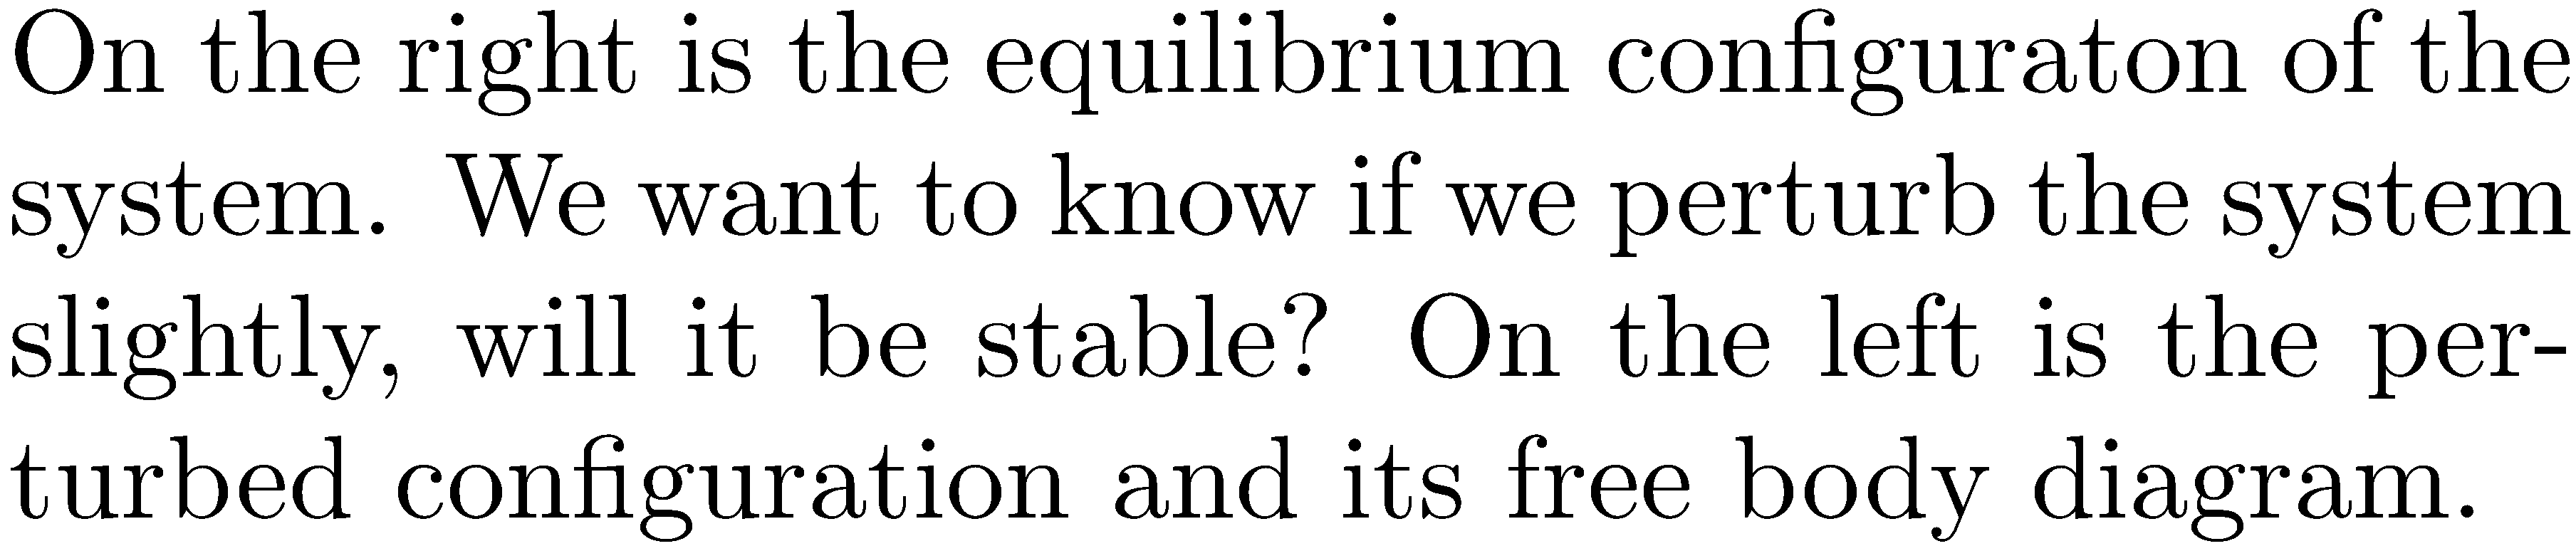 On the right is the equilibrium configuraton of the
system. We want to know if we perturb the system
slightly, will it be stable? On the left is the per-
turbed configuration and its free body diagram.